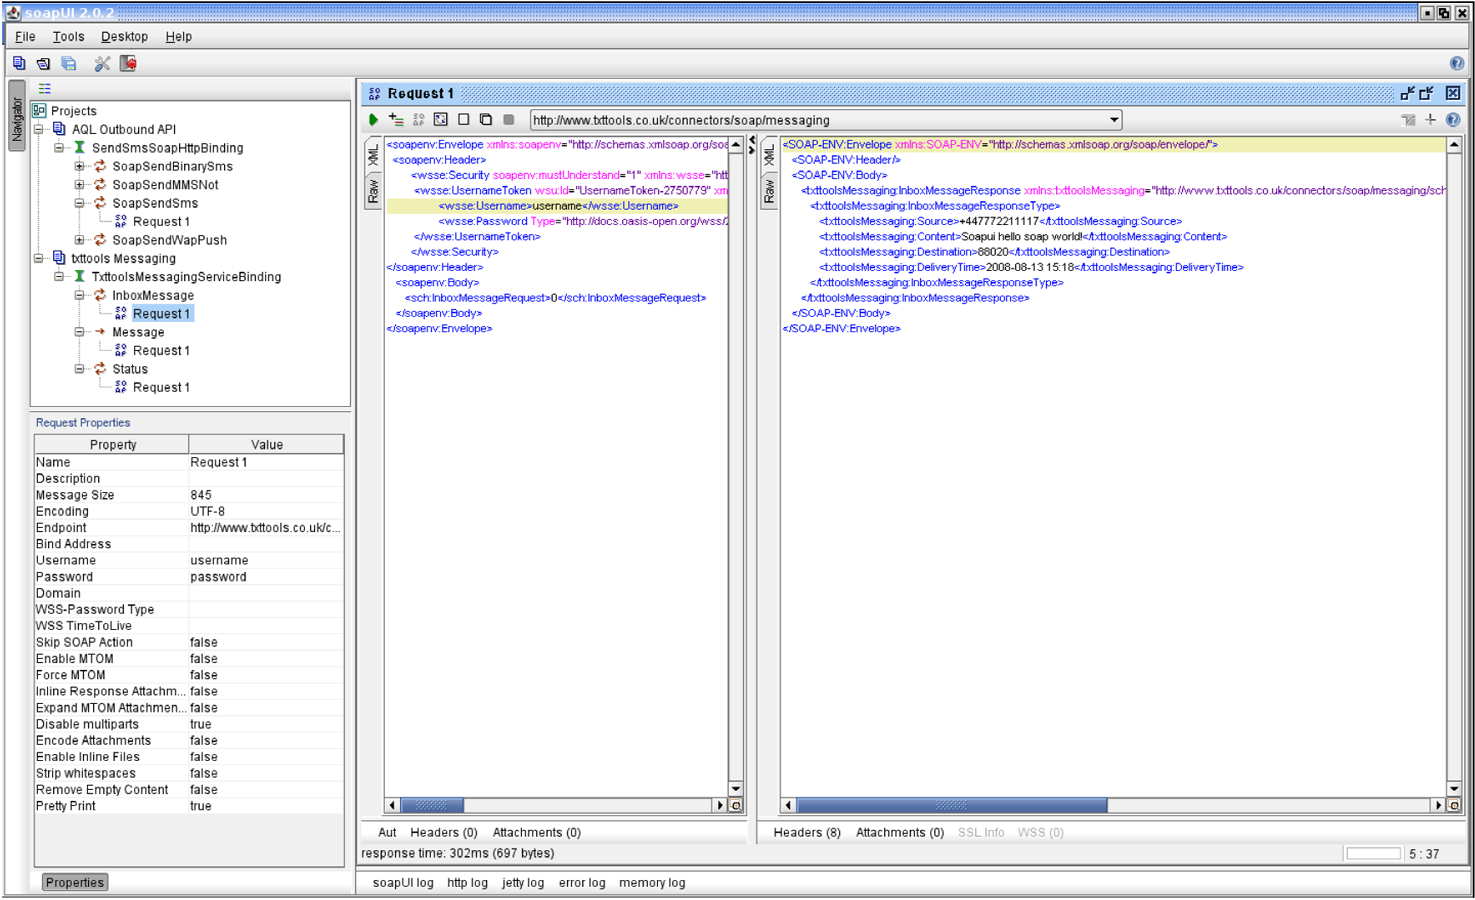 soapUI 2.0.2
File Tools Desktop Help
Navigator
Projects
AQL Outbound API
SendSmsSoapHttpBinding
SoapSendBinarySms
SoapSendMMSNot
SoapSendSms
Request 1
SoapSendWapPush
txttools Messaging
TxttoolsMessagingServiceBinding
InboxMessage
Request 1
Message
Request 1
Status
Request 1
Request Properties
Property Value
Name Request 1
Description
Message Size 845
Encoding UTF-8
Endpoint http://www.txttools.co.uk/c...
Bind Address
Username username
Password password
Domain
WSS-Password Type
WSS TimeToLive
Skip SOAP Action false
Enable MTOM false
Force MTOM false
Inline Response Attachm... false
Expand MTOM Attachmen... false
Disable multiparts true
Encode Attachments false
Enable Inline Files false
Strip whitespaces false
Remove Empty Content false
Pretty Print true
Properties
Request 1
http://www.txttools.co.uk/connectors/soap/messaging
XML
Raw
<soapenv:Envelope xmlns:soapenv="http://schemas.xmlsoap.org/soa
<soapenv:Header>
<wsse:Security soapenv:mustUnderstand="1" xmlns:wsse="htt
<wsse:UsernameToken wsu:Id="UsernameToken-2750779" xm
<wsse:Username>username</wsse:Username>
<wsse:Password Type="http://docs.oasis-open.org/wss/2
</wsse:UsernameToken>
</wsse:Security>
</soapenv:Header>
<soapenv:Body>
<sch:InboxMessageRequest>0</sch:InboxMessageRequest>
</soapenv:Body>
</soapenv:Envelope>
Aut Headers (0) Attachments (0)
XML
Raw
<SOAP-ENV:Envelope xmlns:SOAP-ENV="http://schemas.xmlsoap.org/soap/envelope/">
<SOAP-ENV:Header/>
<SOAP-ENV:Body>
<txttoolsMessaging:InboxMessageResponse xmlns:txttoolsMessaging="http://www.txttools.co.uk/connectors/soap/messaging/sch
<txttoolsMessaging:InboxMessageResponseType>
<txttoolsMessaging:Source>+447772211117</txttoolsMessaging:Source>
<txttoolsMessaging:Content>Soapui hello soap world!</txttoolsMessaging:Content>
<txttoolsMessaging:Destination>88020</txttoolsMessaging:Destination>
<txttoolsMessaging:DeliveryTime>2008-08-13 15:18</txttoolsMessaging:DeliveryTime>
</txttoolsMessaging:InboxMessageResponseType>
</txttoolsMessaging:InboxMessageResponse>
</SOAP-ENV:Body>
</SOAP-ENV:Envelope>
Headers (8) Attachments (0) SSL Info WSS (0)
response time: 302ms (697 bytes)
5 : 37
soapUI log http log jetty log error log memory log